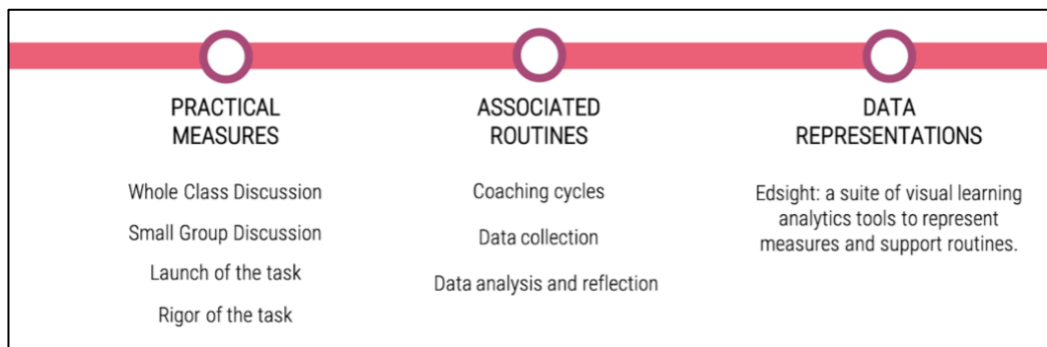 PRACTICAL
MEASURES
Whole Class Discussion
Small Group Discussion
Launch of the task
Rigor of the task
ASSOCIATED
ROUTINES
Coaching cycles
Data collection
Data analysis and reflection
DATA
REPRESENTATIONS
Edsight: a suite of visual learning
analytics tools to represent
measures and support routines.